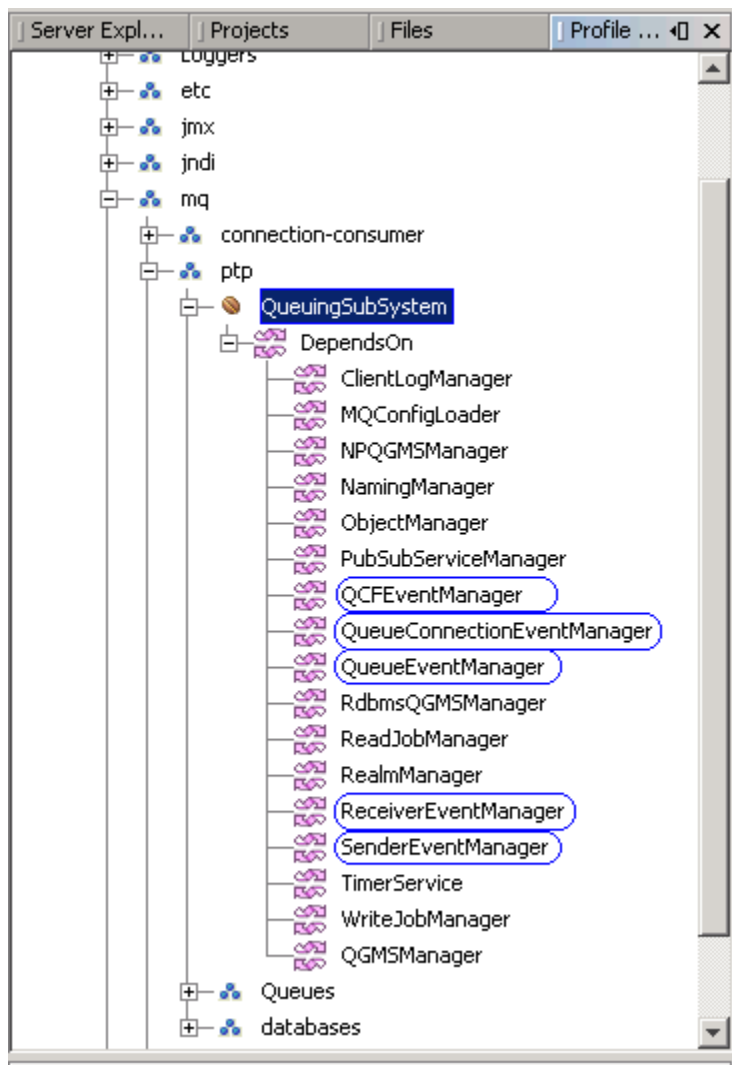 Server Expl... Projects Files Profile ...
Loggers
etc
jmx
jndi
mq
connection-consumer
ptp
QueuingSubSystem
DependsOn
ClientLogManager
MQConfigLoader
NPQGMSManager
NamingManager
ObjectManager
PubSubServiceManager
QCFEventManager
QueueConnectionEventManager
QueueEventManager
RdbmsQGMSManager
ReadJobManager
RealmManager
ReceiverEventManager
SenderEventManager
TimerService
WriteJobManager
QGMSManager
Queues
databases